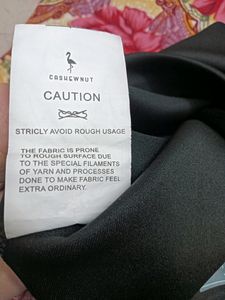 CASHEWNUT
CAUTION
STRICLY AVOID ROUGH USAGE
THE FABRIC IS PRONE
TO ROUGH SURFACE DUE
TO THE SPECIAL FILAMENTS
OF YARN AND PROCESSES
DONE TO MAKE FABRIC FEEL
EXTRA ORDINARY.